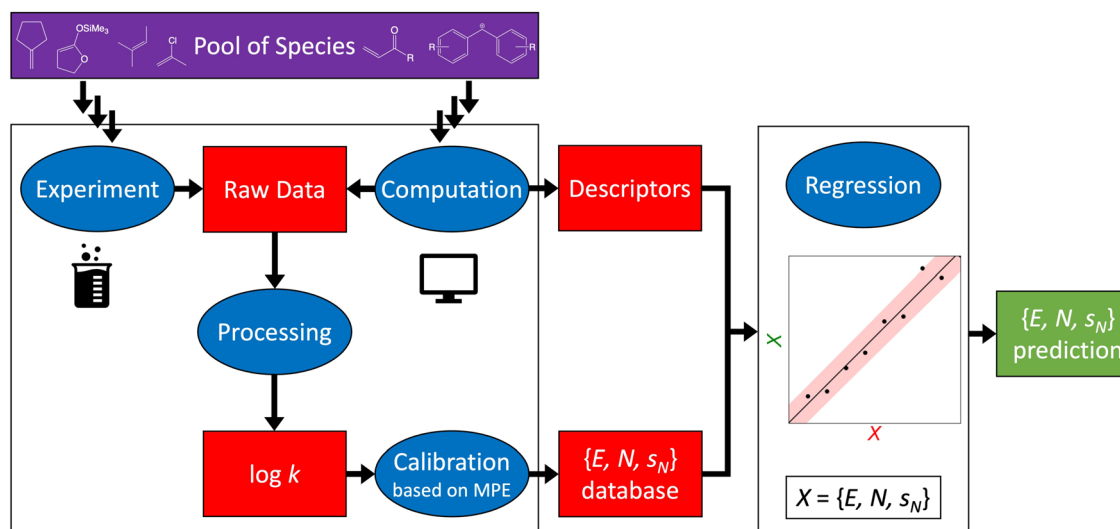 OSiMe3
O
Cl
Pool of Species
O
R
R
⊕
R
Experiment
Raw Data
Computation
Descriptors
Regression
Processing
X
X
{E, N, sN}
prediction
log k
Calibration
based on MPE
{E, N, sN}
database
X = {E, N, sN}